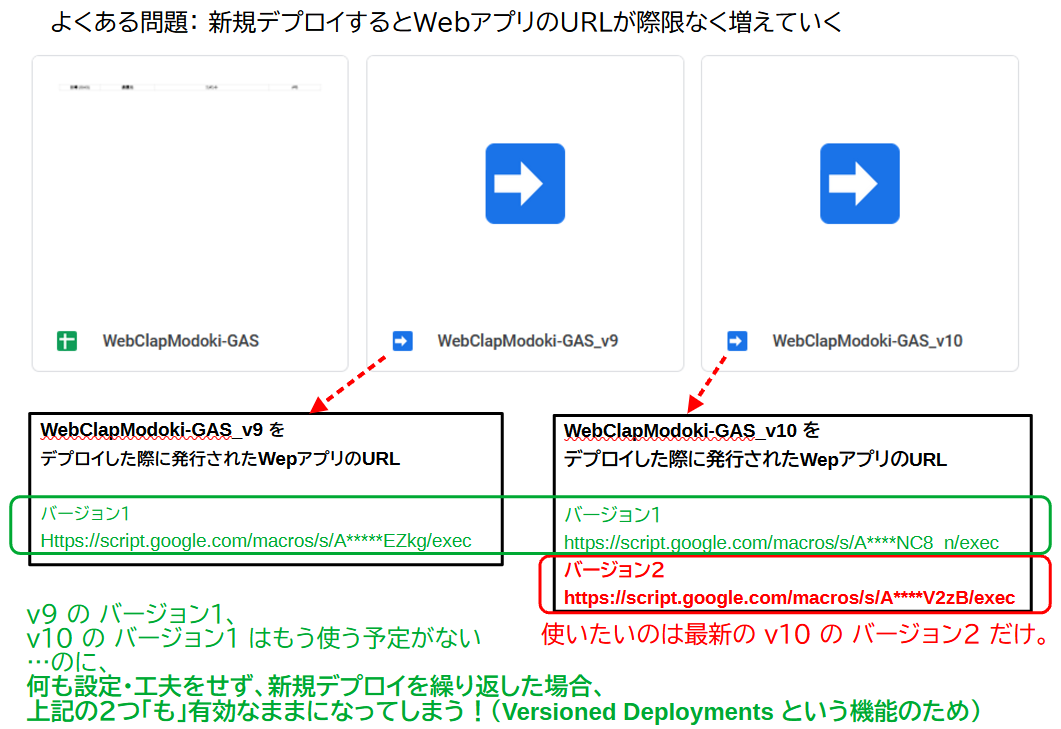 よくある問題： 新規デプロイするとWebアプリのURLが際限なく増えていく
WebClapModoki-GAS
WebClapModoki-GAS_v9
WebClapModoki-GAS_v10
WebClapModoki-GAS_v9 を
デプロイした際に発行されたWepアプリのURL
バージョン1
Https://script.google.com/macros/s/A*****EZkg/exec
WebClapModoki-GAS_v10 を
デプロイした際に発行されたWepアプリのURL
バージョン1
https://script.google.com/macros/s/A****NC8_n/exec
バージョン2
https://script.google.com/macros/s/A****V2zB/exec
v9 の バージョン1、
v10 の バージョン1 はもう使う予定がない
…のに、
何も設定・工夫をせず、新規デプロイを繰り返した場合、
上記の2つ「も」有効なままになってしまう！（Versioned Deployments という機能のため）
使いたいのは最新の v10 の バージョン2 だけ。